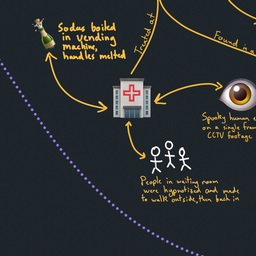 Sodas boiled
in vending
machine,
handles melted
Treated at
Found in a
Spooky human e
on a single fram
CCTV footage
People in waiting room
were hypnotized and made
to walk outside, then back in